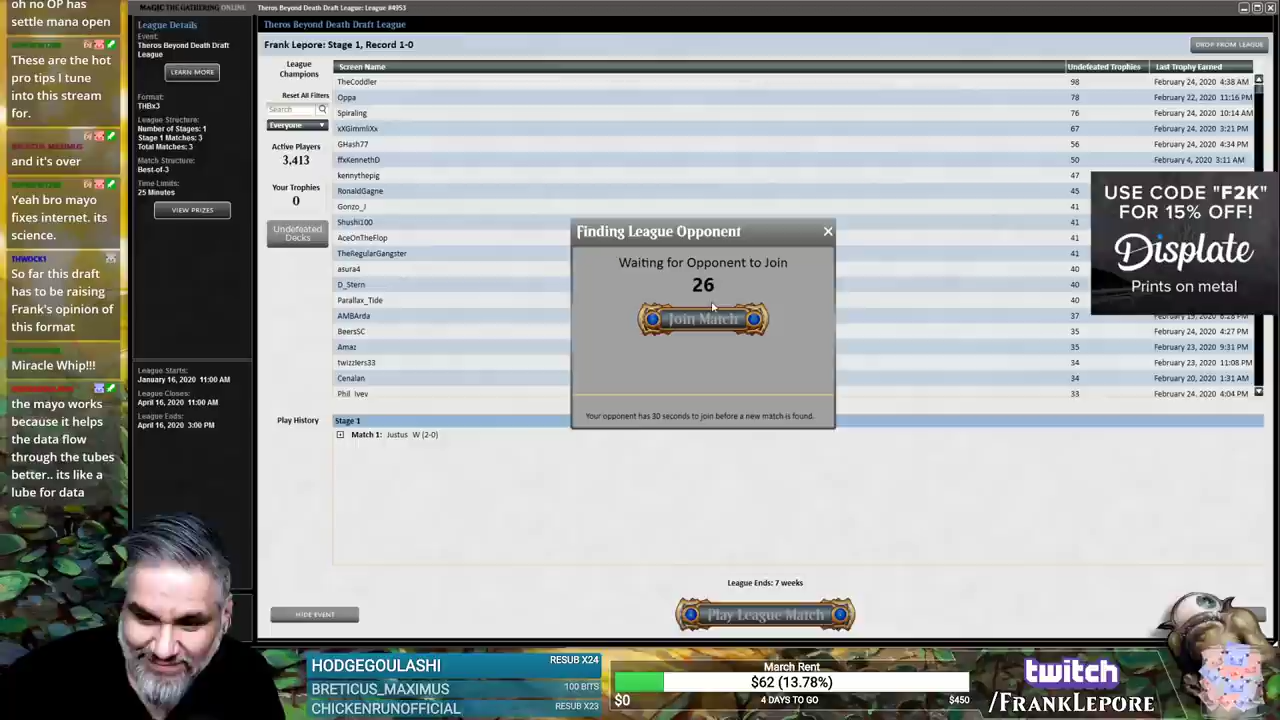 MAGIC THE GATHERING ONLINE
Theros Beyond Death Draft League: League #4953
oh no OP has
settle mana open
These are the hot
pro tips I tune
into this stream
for.
and it's over
Yeah bro mayo
fixes internet. its
science.
THWOCK1
So far this draft
has to be raising
Frank's opinion of
this format
Miracle Whip!!!
the mayo works
because it helps
the data flow
through the tubes
better.. its like a
lube for data
League Details
Event:
Theros Beyond Death Draft
League
LEARN MORE
Format:
THBx3
League Structure:
Number of Stages: 1
Stage 1 Matches: 3
Total Matches: 3
Match Structure:
Best-of-3
Time Limits:
25 Minutes
VIEW PRIZES
League Starts:
January 16, 2020 11:00 AM
League Closes:
April 16, 2020 11:00 AM
League Ends:
April 16, 2020 3:00 PM
Theros Beyond Death Draft League
Frank Lepore: Stage 1, Record 1-0
DROP FROM LEAGUE
League
Champions
Reset All Filters
Search
Everyone
Active Players
3,413
Your Trophies
0
Undefeated
Decks
Screen Name Undefeated Trophies Last Trophy Earned
TheCoddler 98 February 24, 2020 4:38 AM
Oppa 78 February 22, 2020 11:16 PM
Spiraling 76 February 24, 2020 10:14 AM
xXGimmliXx 67 February 24, 2020 3:21 PM
GHash77 56 February 24, 2020 4:34 PM
ffxKennethD 50 February 4, 2020 3:11 AM
kennythepig 47
RonaldGagne 45
Gonzo_J 41
Shushi100 41
AceOnTheFlop 41
TheRegularGangster 41
asura4 40
D_Stern 40
Parallax_Tide 40
AMBArda 37
BeersSC 35 February 24, 2020 4:27 PM
Amaz 35 February 23, 2020 9:31 PM
twizzlers33 34 February 23, 2020 11:08 PM
Cenalan 34 February 20, 2020 1:31 AM
Phil_Ivey 33 February 24, 2020 4:04 PM
Finding League Opponent
Waiting for Opponent to Join
26
Join Match
Your opponent has 30 seconds to join before a new match is found.
USE CODE "F2K"
FOR 15% OFF!
Displate
Prints on metal
Play History
Stage 1
Match 1: Justus W (2-0)
League Ends: 7 weeks
HIDE EVENT
Play League Match
HODGEGOULASHI RESUB X24
BRETICUS_MAXIMUS 100 BITS
CHICKENRUNOFFICIAL RESUB X23
March Rent
$62 (13.78%)
$0 4 DAYS TO GO $450
twitch
/FRANKLEPORE